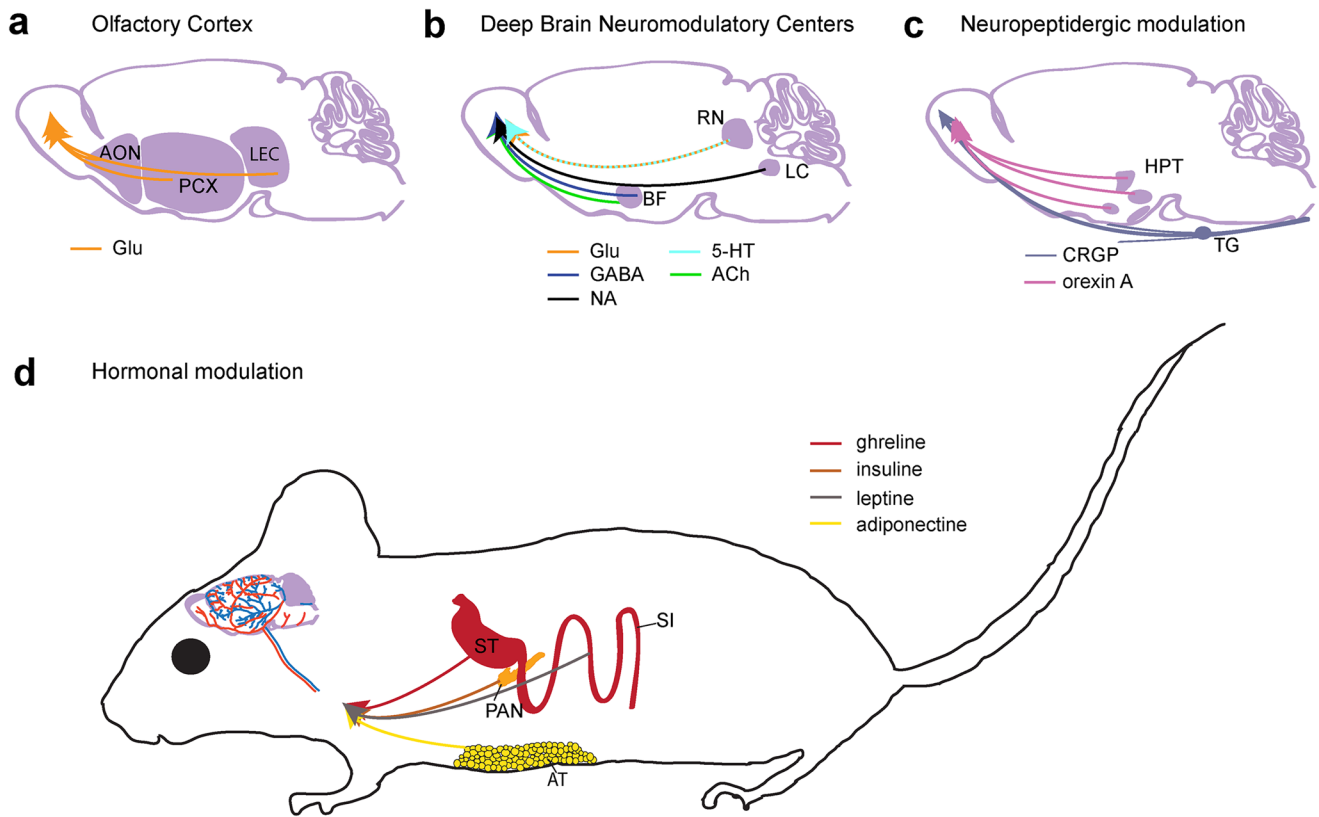 a Olfactory Cortex
AON
LEC
PCX
Glu
b Deep Brain Neuromodulatory Centers
RN
LC
BF
Glu 5-HT
GABA ACh
NA
c Neuropeptidergic modulation
HPT
TG
CRGP
orexin A
d Hormonal modulation
ghreline
insuline
leptine
adiponectine
ST
SI
PAN
AT